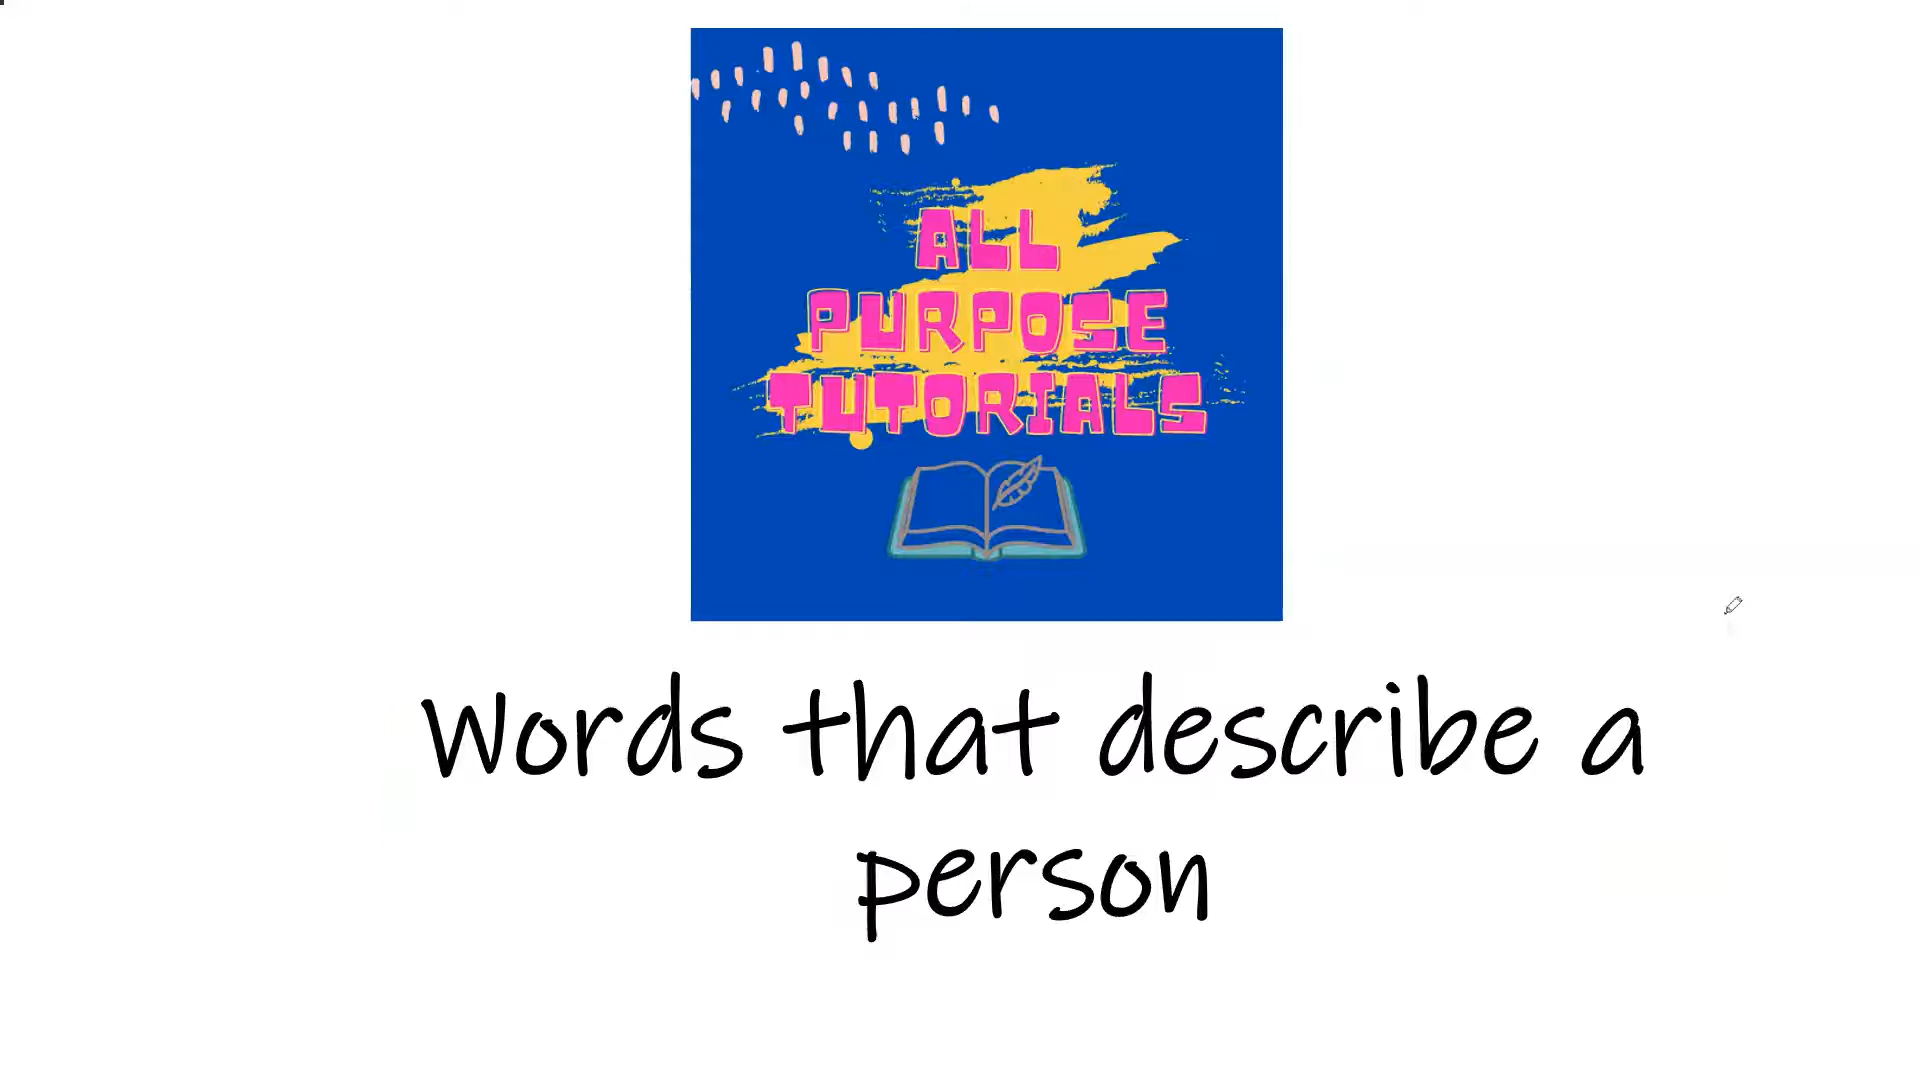 ALL
PURPOSE
TUTORIALS
Words that describe a
person